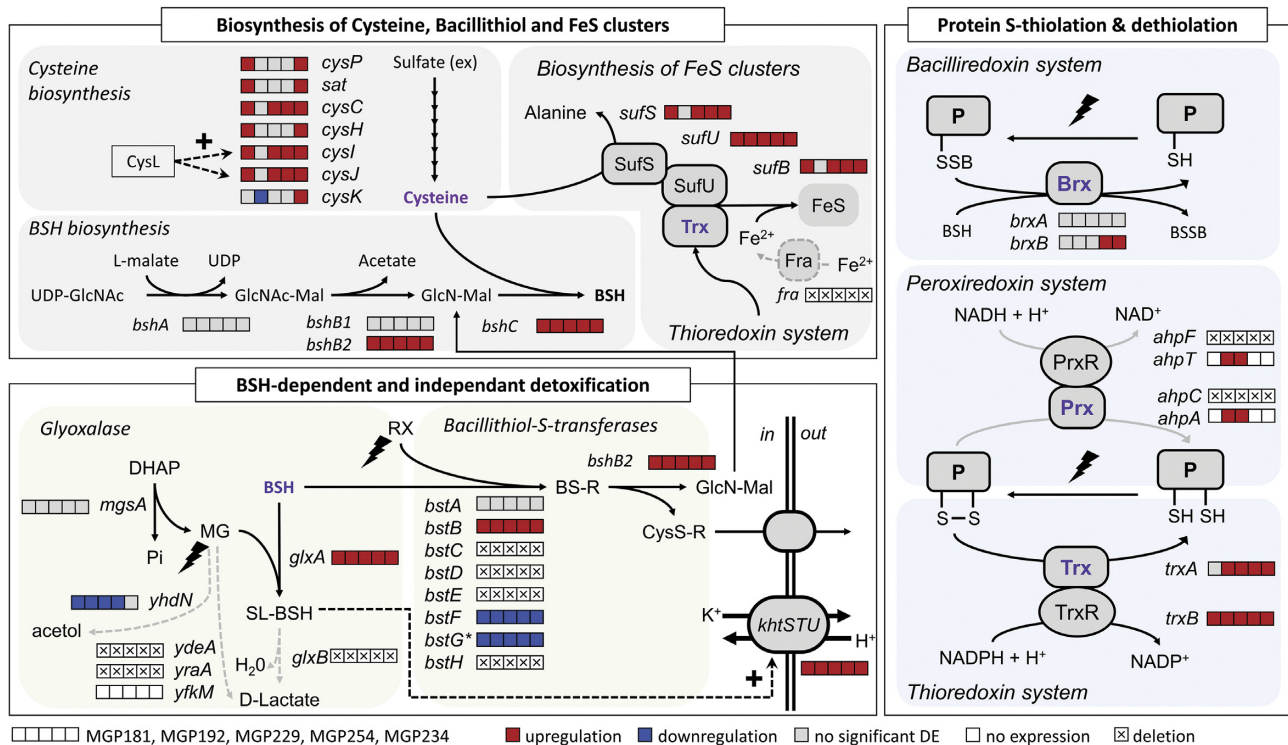 Biosynthesis of Cysteine, Bacillithiol and FeS clusters
Cysteine
biosynthesis
cysP
sat
cysC
cysH
cysI
cysJ
cysK
CysL
+
Sulfate (ex)
Cysteine
Biosynthesis of FeS clusters
Alanine
sufS
sufU
sufB
SufS
SufU
Trx
FeS
Fe²⁺
Fra
Fe²⁺
fra
Thioredoxin system
BSH biosynthesis
L-malate
UDP
Acetate
UDP-GlcNAc
GlcNAc-Mal
GlcN-Mal
BSH
bshA
bshB1
bshB2
bshC
BSH-dependent and independant detoxification
Glyoxalase
DHAP
mgsA
Pi
MG
BSH
glxA
yhdN
acetol
SL-BSH
ydeA
yraA
yfkM
H₂0
glxB
D-Lactate
Bacillithiol-S-transferases
RX
bstA
bstB
bstC
bstD
bstE
bstF
bstG*
bstH
BS-R
bshB2
GlcN-Mal
CysS-R
in
out
K⁺
khtSTU
H⁺
+
Protein S-thiolation & dethiolation
Bacilliredoxin system
P
P
SSB
SH
Brx
BSH
BSSB
brxA
brxB
Peroxiredoxin system
NADH + H⁺
NAD⁺
PrxR
Prx
ahpF
ahpT
ahpC
ahpA
P
P
S–S
SH SH
Trx
TrxR
trxA
trxB
NADPH + H⁺
NADP⁺
Thioredoxin system
MGP181, MGP192, MGP229, MGP254, MGP234
upregulation
downregulation
no significant DE
no expression
deletion